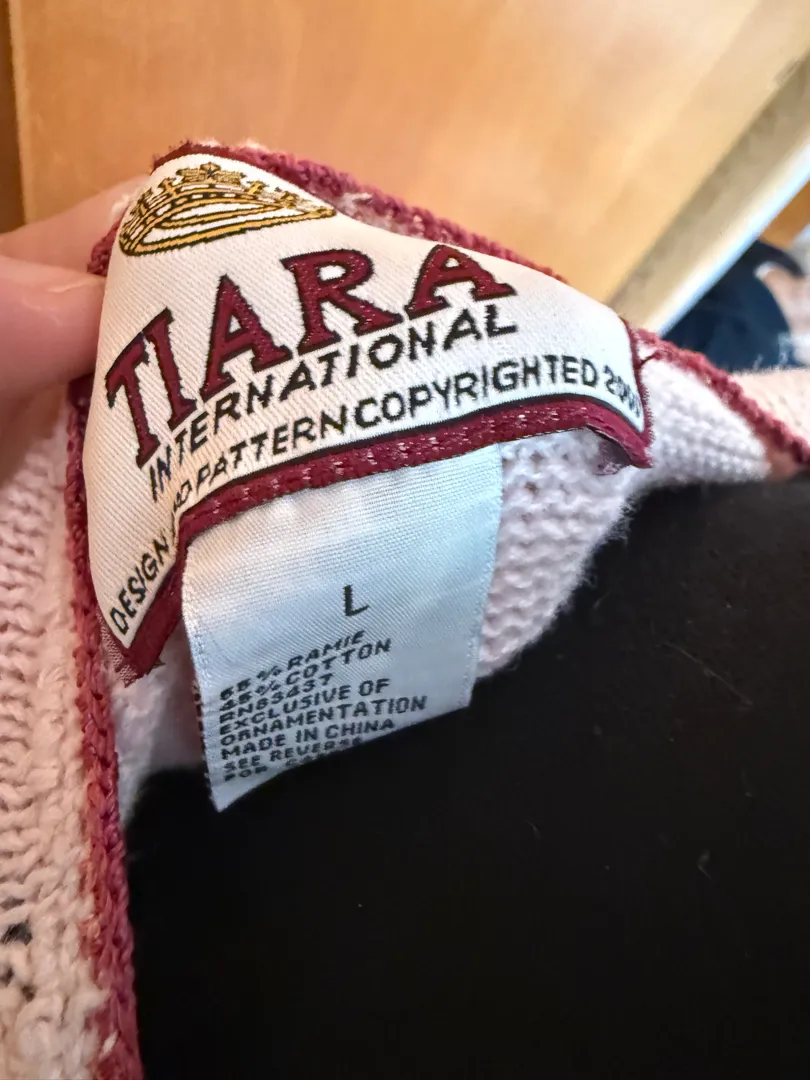 TIARA
INTERNATIONAL
DESIGN AND PATTERN COPYRIGHTED
L
55% RAMIE
45% COTTON
RN83437
EXCLUSIVE OF
ORNAMENTATION
MADE IN CHINA
SEE REVERSE
FOR